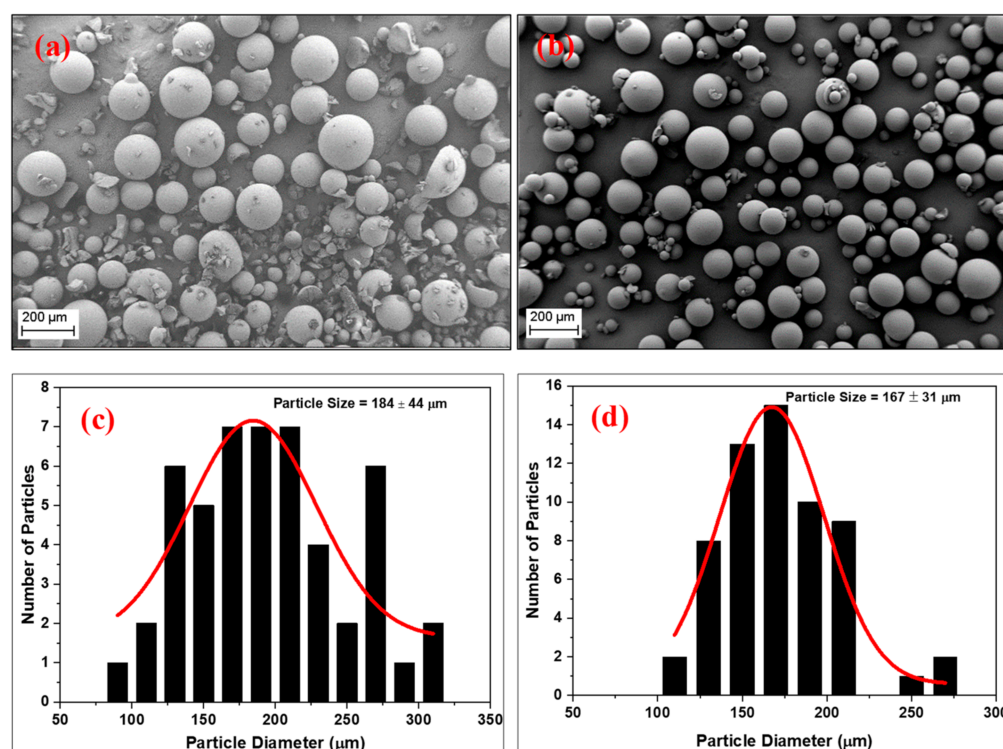 (a)
200 µm
(b)
200 µm
(c)
Particle Size = 184 ± 44 µm
Number of Particles
8
7
6
5
4
3
2
1
0
50 100 150 200 250 300 350
Particle Diameter (µm)
(d)
Particle Size = 167 ± 31 µm
Number of Particles
16
14
12
10
8
6
4
2
0
50 100 150 200 250 300
Particle Diameter (µm)